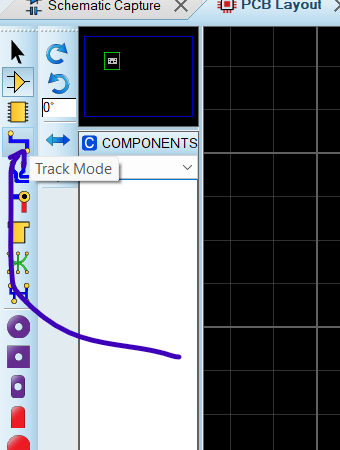 Schematic Capture
PCB Layout
0°
C COMPONENTS
Track Mode